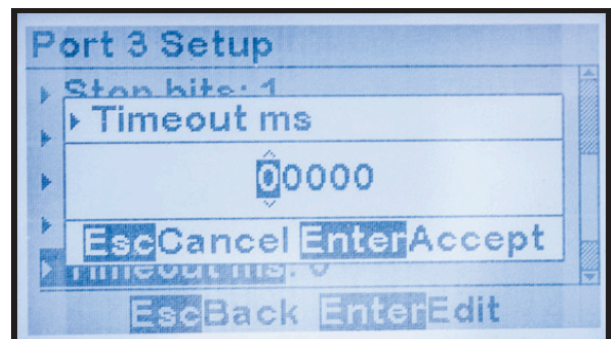 Port 3 Setup
Stop bits: 1
Timeout ms
00000
EscCancel EnterAccept
Timeout ms: 0
EscBack EnterEdit